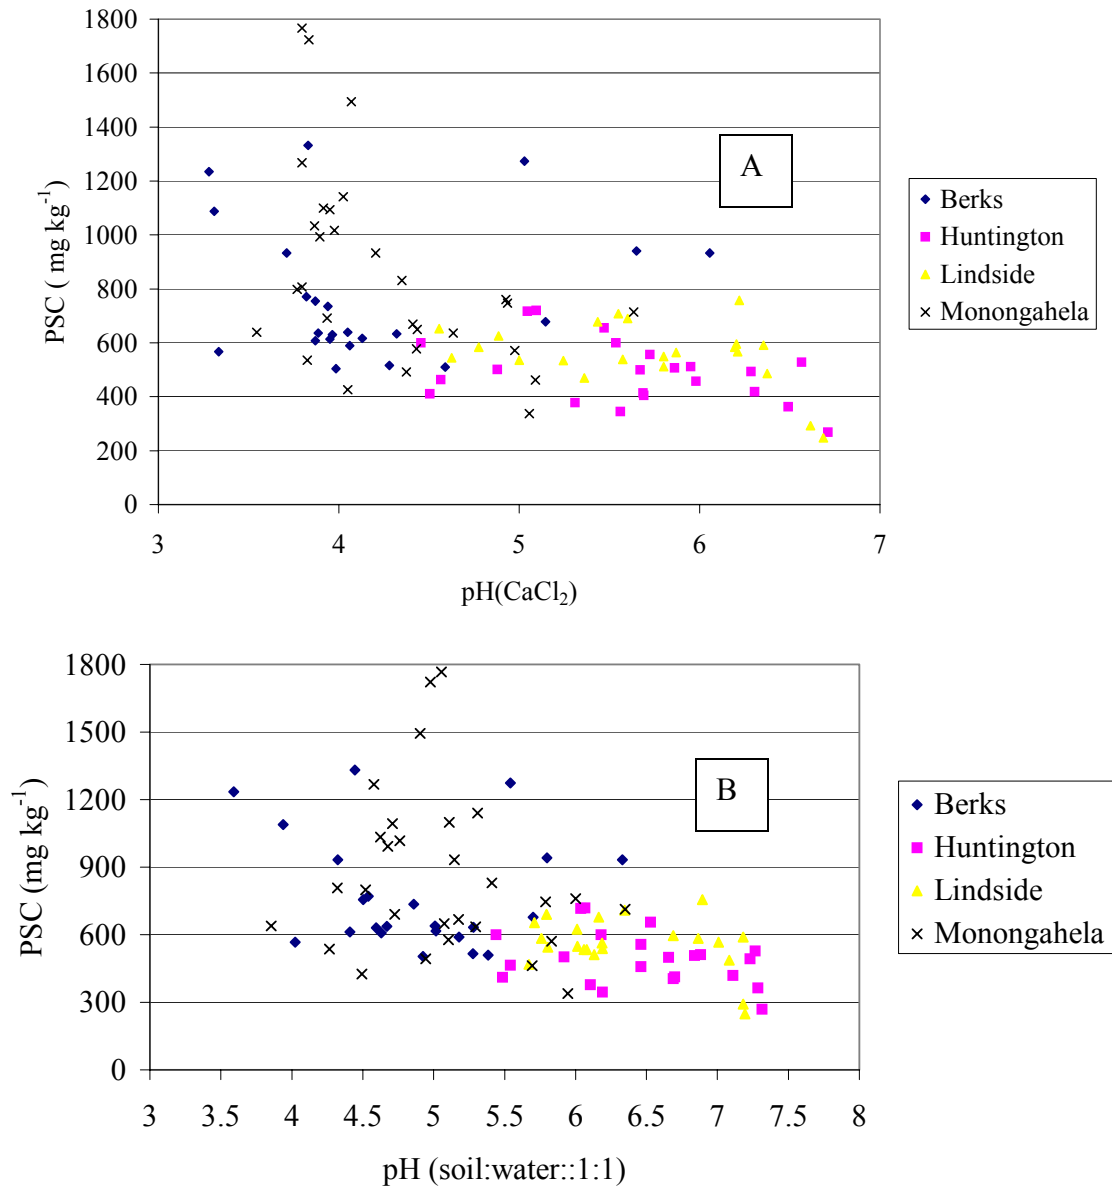 1800
1600
1400
1200
1000
800
600
400
200
0
PSC ( mg kg⁻¹)
A
3 4 5 6 7
pH(CaCl₂)
Berks
Huntington
Lindside
Monongahela
1800
1500
1200
900
600
300
0
PSC (mg kg⁻¹)
B
3 3.5 4 4.5 5 5.5 6 6.5 7 7.5 8
pH (soil:water::1:1)
Berks
Huntington
Lindside
Monongahela